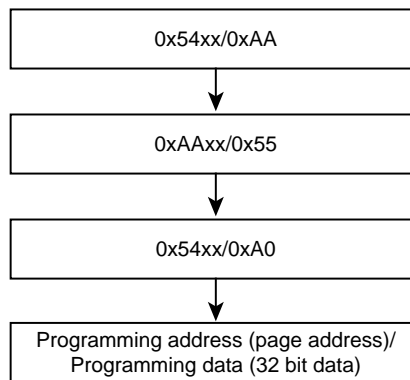 0x54xx/0xAA
0xAAxx/0x55
0x54xx/0xA0
Programming address (page address)/
Programming data (32 bit data)